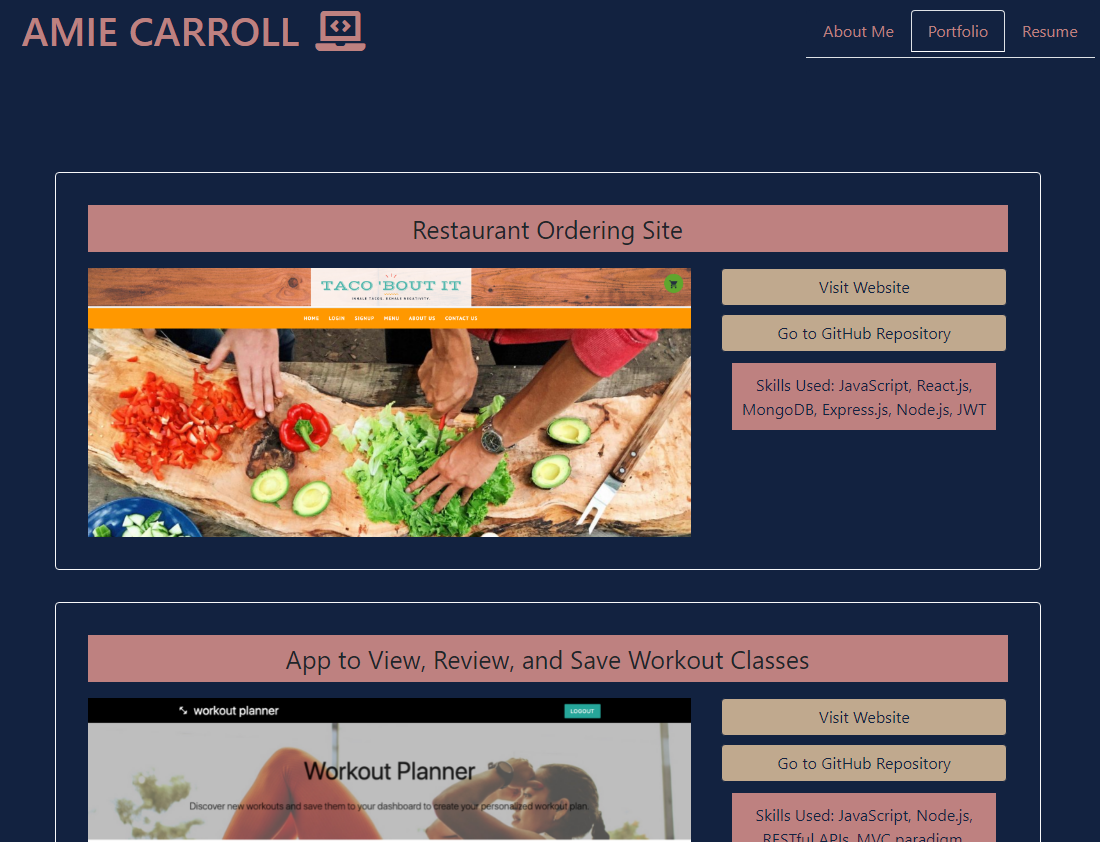 AMIE CARROLL
About Me
Portfolio
Resume
Restaurant Ordering Site
TACO 'BOUT IT
INHALE TACOS. EXHALE NEGATIVITY.
HOME LOGIN SIGNUP MENU ABOUT US CONTACT US
Visit Website
Go to GitHub Repository
Skills Used: JavaScript, React.js,
MongoDB, Express.js, Node.js, JWT
App to View, Review, and Save Workout Classes
workout planner
LOGOUT
Workout Planner
Discover new workouts and save them to your dashboard to create your personalized workout plan.
Visit Website
Go to GitHub Repository
Skills Used: JavaScript, Node.js,
RESTful APIs, MVC paradigm,